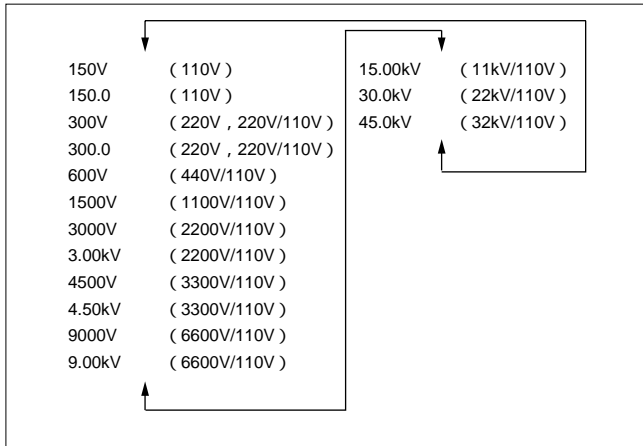 150V ( 110V )
150.0 ( 110V )
300V ( 220V , 220V/110V )
300.0 ( 220V , 220V/110V )
600V ( 440V/110V )
1500V ( 1100V/110V )
3000V ( 2200V/110V )
3.00kV ( 2200V/110V )
4500V ( 3300V/110V )
4.50kV ( 3300V/110V )
9000V ( 6600V/110V )
9.00kV ( 6600V/110V )
15.00kV ( 11kV/110V )
30.0kV ( 22kV/110V )
45.0kV ( 32kV/110V )